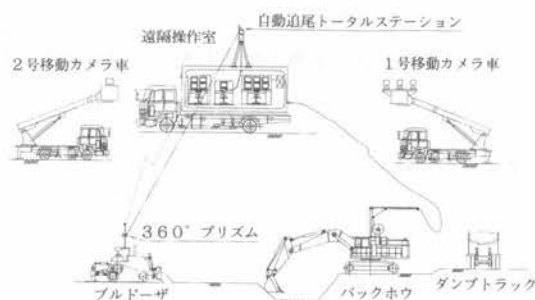 自動追尾トータルステーション
遠隔操作室
2号移動カメラ車
1号移動カメラ車
360°プリズム
ブルドーザ
バックホウ
ダンプトラック